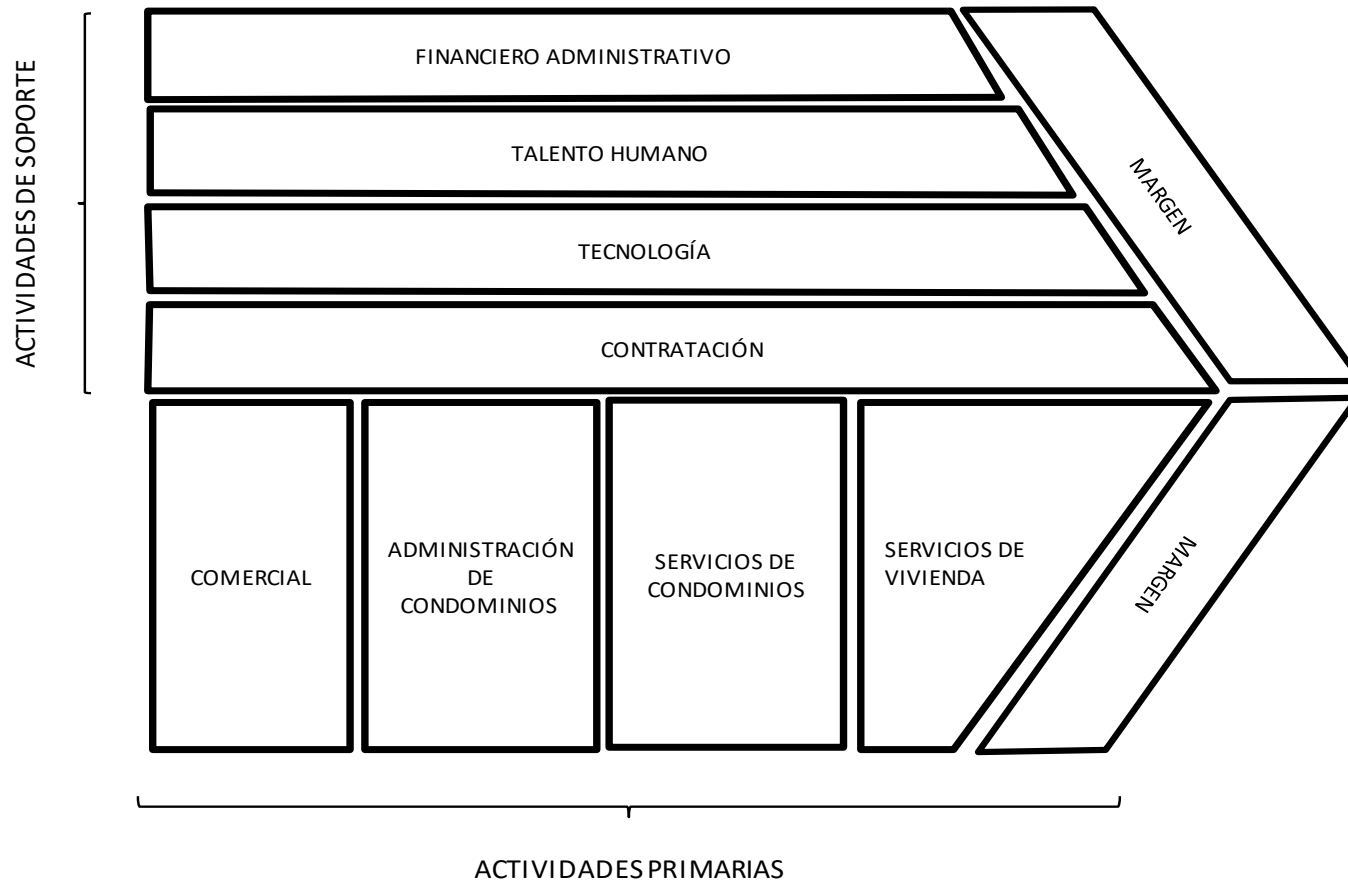 ACTIVIDADES DE SOPORTE
FINANCIERO ADMINISTRATIVO
TALENTO HUMANO
TECNOLOGÍA
CONTRATACIÓN
MARGEN
COMERCIAL
ADMINISTRACIÓN
DE
CONDOMINIOS
SERVICIOS DE
CONDOMINIOS
SERVICIOS DE
VIVIENDA
MARGEN
ACTIVIDADES PRIMARIAS